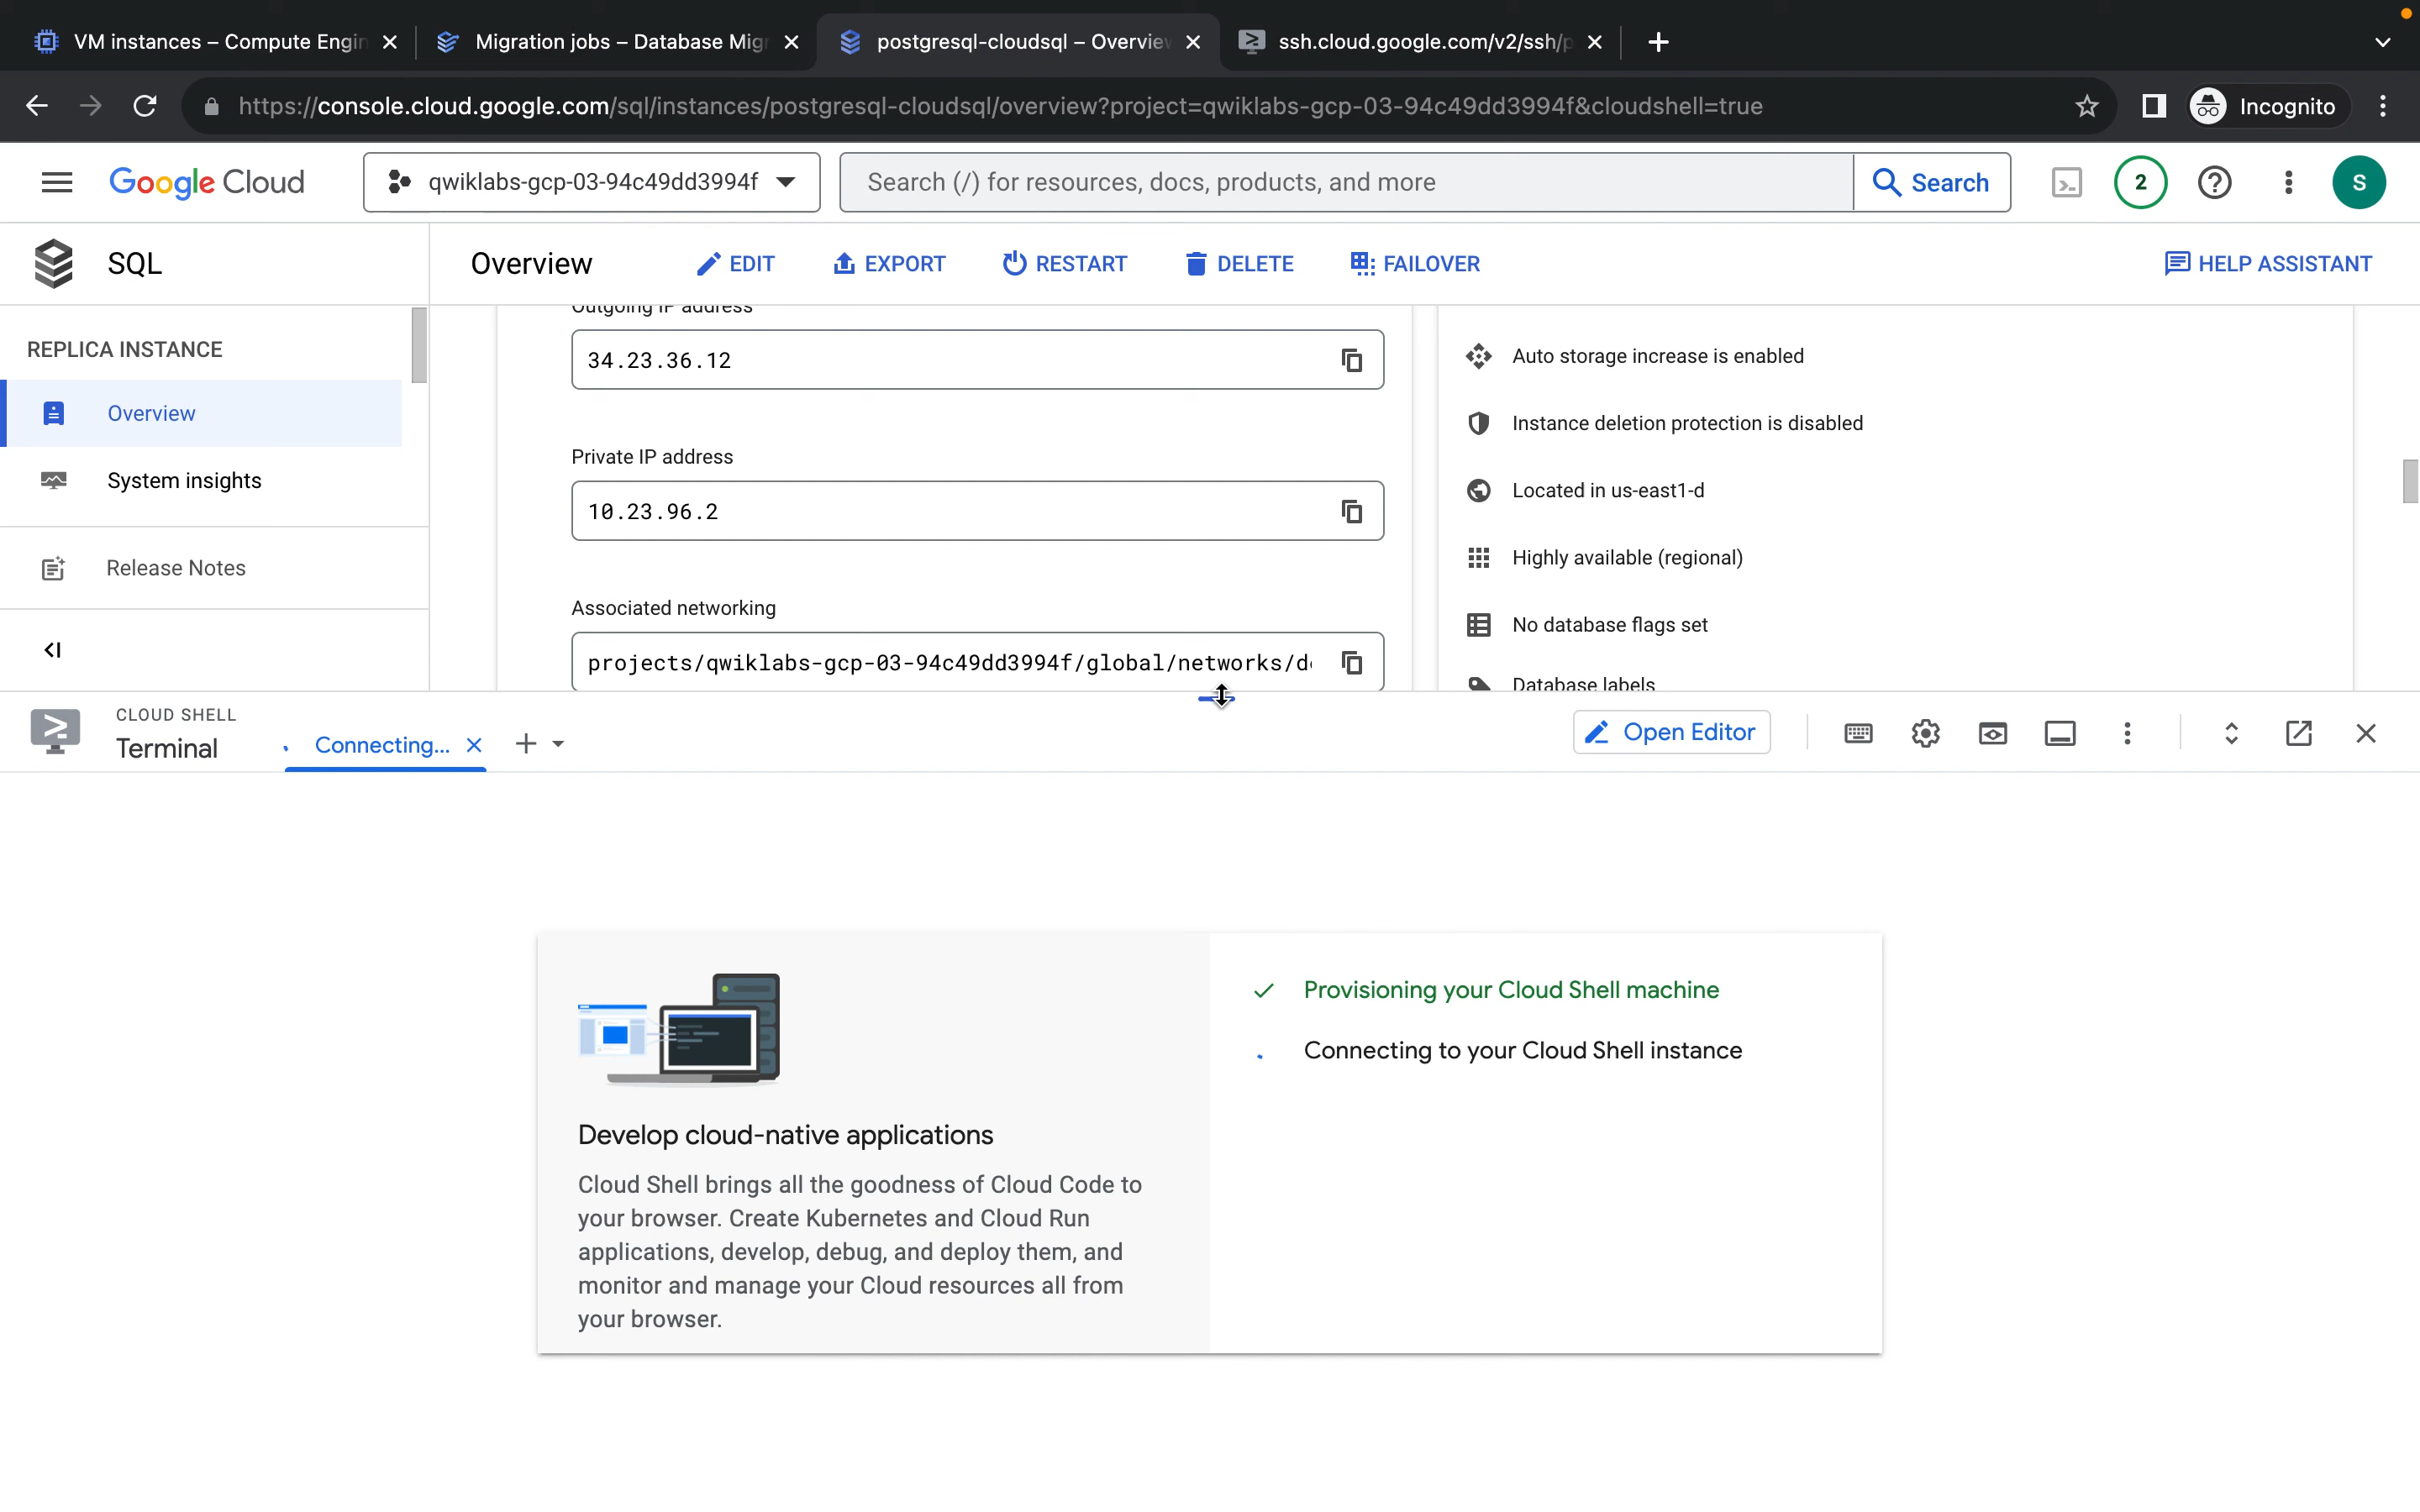 VM instances – Compute Engin
Migration jobs – Database Migr
postgresql-cloudsql – Overview
ssh.cloud.google.com/v2/ssh/p
https://console.cloud.google.com/sql/instances/postgresql-cloudsql/overview?project=qwiklabs-gcp-03-94c49dd3994f&cloudshell=true
Incognito
Google Cloud
qwiklabs-gcp-03-94c49dd3994f
Search (/) for resources, docs, products, and more
Search
2
S
SQL
Overview
EDIT
EXPORT
RESTART
DELETE
FAILOVER
HELP ASSISTANT
REPLICA INSTANCE
Overview
System insights
Release Notes
Outgoing IP address
34.23.36.12
Private IP address
10.23.96.2
Associated networking
projects/qwiklabs-gcp-03-94c49dd3994f/global/networks/d
Auto storage increase is enabled
Instance deletion protection is disabled
Located in us-east1-d
Highly available (regional)
No database flags set
Database labels
CLOUD SHELL
Terminal
Connecting...
Open Editor
Develop cloud-native applications
Cloud Shell brings all the goodness of Cloud Code to
your browser. Create Kubernetes and Cloud Run
applications, develop, debug, and deploy them, and
monitor and manage your Cloud resources all from
your browser.
Provisioning your Cloud Shell machine
Connecting to your Cloud Shell instance